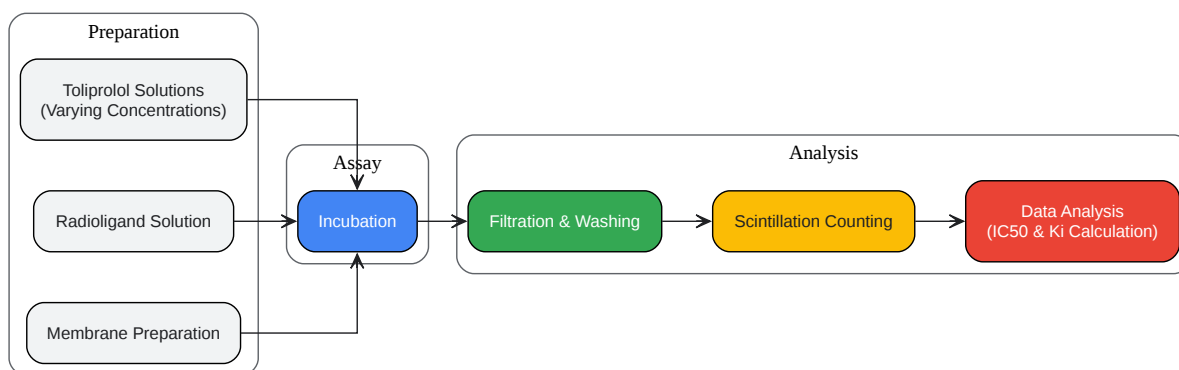 Preparation
Toliprolol Solutions
(Varying Concentrations)
Radioligand Solution
Membrane Preparation
Assay
Incubation
Analysis
Filtration & Washing
Scintillation Counting
Data Analysis
(IC50 & Ki Calculation)